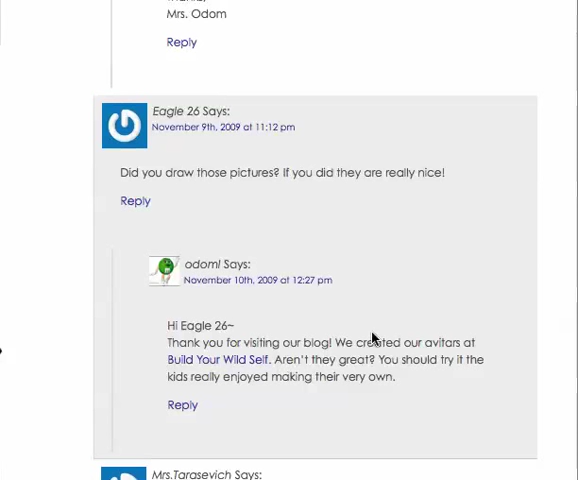 Mrs. Odom
Reply
Eagle 26 Says:
November 9th, 2009 at 11:12 pm
Did you draw those pictures? If you did they are really nice!
Reply
odoml Says:
November 10th, 2009 at 12:27 pm
Hi Eagle 26~
Thank you for visiting our blog! We created our avitars at
Build Your Wild Self. Aren't they great? You should try it the
kids really enjoyed making their very own.
Reply
Mrs.Tarasevich Says: